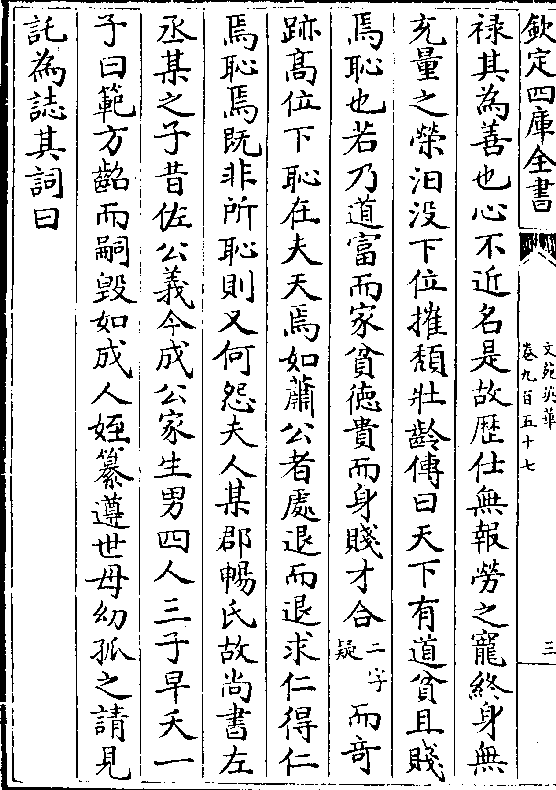 欽定四庫全書
文苑英華
卷九百五十七
三
祿其為善也心不近名是故歴仕無報勞之寵終身無
充量之榮汨没下位摧頽壯齡傳曰天下有道貧且賤
焉恥也若乃道富而家貧徳貴而身賤才合二字疑而竒
跡髙位下恥在夫天焉如蕭公者處退而退求仁得仁
焉恥焉既非所恥則又何怨夫人某郡暢氏故尚書左
丞某之子昔佐公義今成公家生男四人三子早夭一
子曰範方齠而嗣毁如成人姪纂遵世母幼孤之請見
託為誌其詞曰